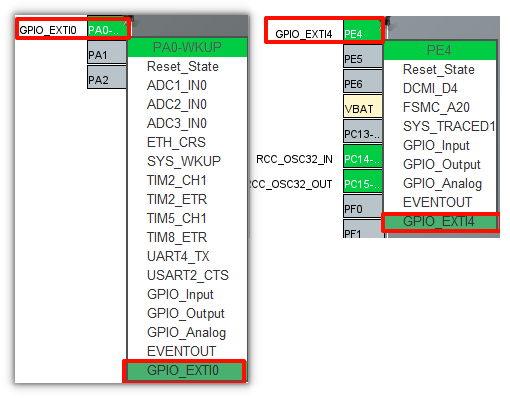 GPIO_EXTI0 PA0-..
PA1
PA2
PA0-WKUP
Reset_State
ADC1_IN0
ADC2_IN0
ADC3_IN0
ETH_CRS
SYS_WKUP
TIM2_CH1
TIM2_ETR
TIM5_CH1
TIM8_ETR
UART4_TX
USART2_CTS
GPIO_Input
GPIO_Output
GPIO_Analog
EVENTOUT
GPIO_EXTI0
GPIO_EXTI4 PE4
PE5
PE6
VBAT
PC13-..
RCC_OSC32_IN PC14-..
RCC_OSC32_OUT PC15-..
PF0
PF1
PE4
Reset_State
DCMI_D4
FSMC_A20
SYS_TRACED1
GPIO_Input
GPIO_Output
GPIO_Analog
EVENTOUT
GPIO_EXTI4